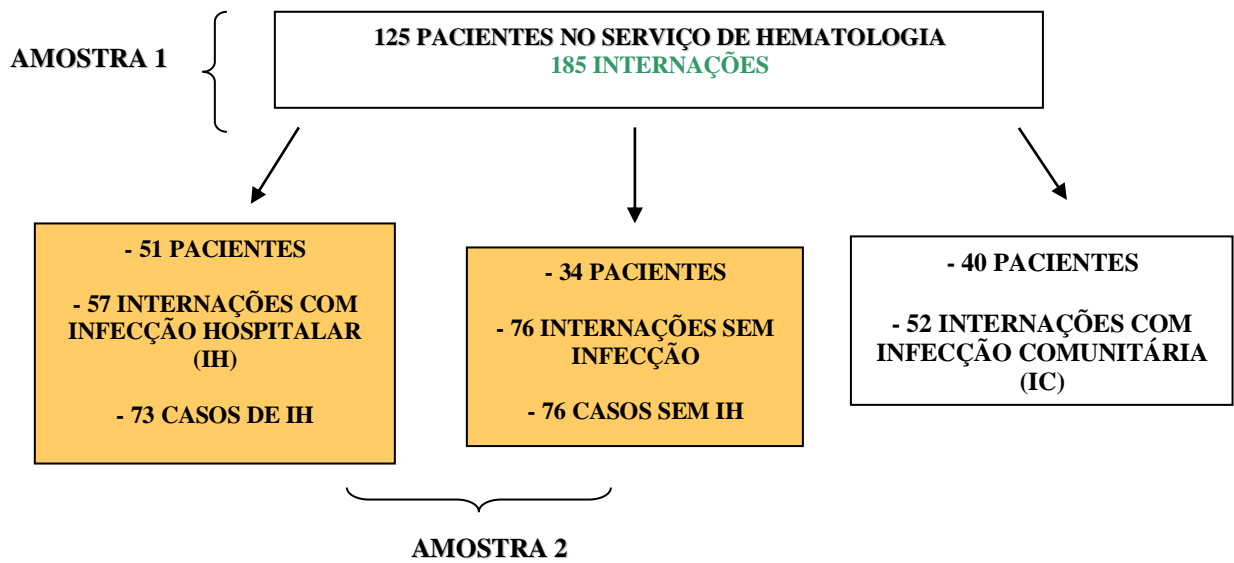 AMOSTRA 1
125 PACIENTES NO SERVIÇO DE HEMATOLOGIA
185 INTERNAÇÕES
- 51 PACIENTES
- 57 INTERNAÇÕES COM
INFECÇÃO HOSPITALAR
(IH)
- 73 CASOS DE IH
- 34 PACIENTES
- 76 INTERNAÇÕES SEM
INFECÇÃO
- 76 CASOS SEM IH
- 40 PACIENTES
- 52 INTERNAÇÕES COM
INFECÇÃO COMUNITÁRIA
(IC)
AMOSTRA 2